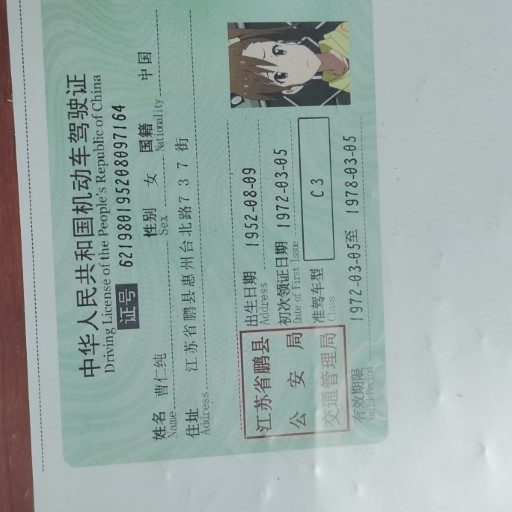 中华人民共和国机动车驾驶证
Driving License of the People's Republic of China
证号 621980195208097164
姓名 曹仁纯 性别 女 国籍 中国
Name Sex Nationality
住址 江苏省鹏县惠州台北路737街
Address
出生日期 1952-08-09
Address
初次领证日期 1972-03-05
Date of First Issue
准驾车型 C3
Class
江苏省鹏县
公安局
交通管理局
有效期限 1972-03-05至 1978-03-05